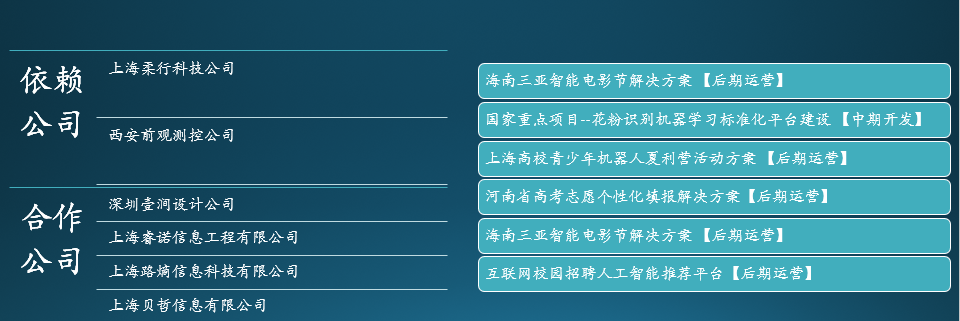 依赖
公司
上海柔行科技公司
西安前观测控公司
合作
公司
深圳壹润设计公司
上海睿诺信息工程有限公司
上海珞熵信息科技有限公司
上海贝哲信息有限公司
海南三亚智能电影节解决方案【后期运营】
国家重点项目--花粉识别机器学习标准化平台建设【中期开发】
上海高校青少年机器人夏利营活动方案【后期运营】
河南省高考志愿个性化填报解决方案【后期运营】
海南三亚智能电影节解决方案【后期运营】
互联网校园招聘人工智能推荐平台【后期运营】